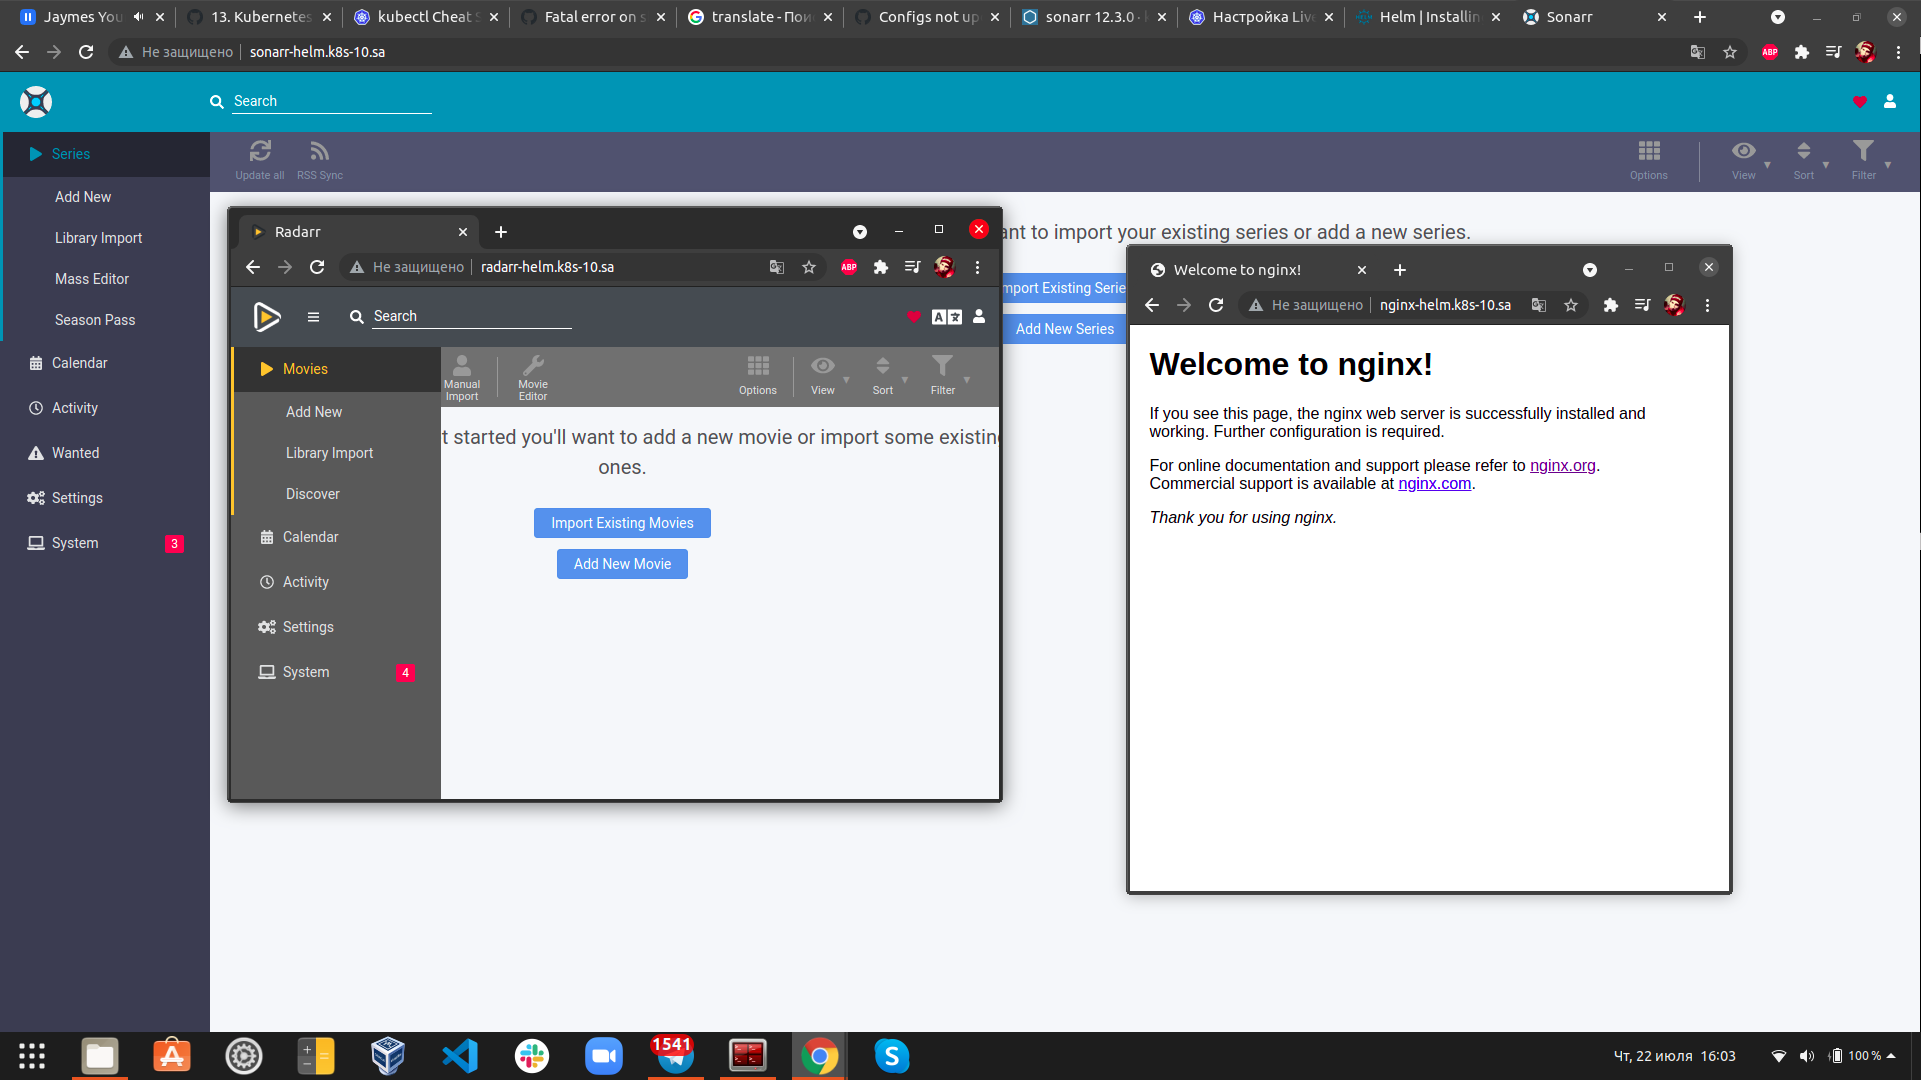 Jaymes You
13. Kubernetes
kubectl Cheat S
Fatal error on s
translate - Пои
Configs not up
sonarr 12.3.0 ·
Настройка Live
Helm | Installin
Sonarr
Не защищено
sonarr-helm.k8s-10.sa
ABP
Search
Series
Add New
Library Import
Mass Editor
Season Pass
Calendar
Activity
Wanted
Settings
System
3
Update all
RSS Sync
Options
View
Sort
Filter
ant to import your existing series or add a new series.
mport Existing Serie
Add New Series
Radarr
Не защищено
radarr-helm.k8s-10.sa
ABP
Search
Movies
Add New
Library Import
Discover
Calendar
Activity
Settings
System
4
Manual
Import
Movie
Editor
Options
View
Sort
Filter
t started you'll want to add a new movie or import some existing
ones.
Import Existing Movies
Add New Movie
Welcome to nginx!
Не защищено
nginx-helm.k8s-10.sa
Welcome to nginx!
If you see this page, the nginx web server is successfully installed and
working. Further configuration is required.
For online documentation and support please refer to nginx.org.
Commercial support is available at nginx.com.
Thank you for using nginx.
1541
Чт, 22 июля 16:03
100 %